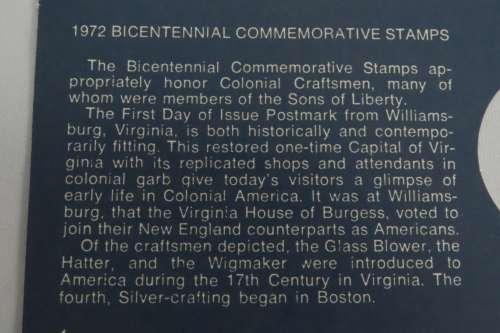 1972 BICENTENNIAL COMMEMORATIVE STAMPS
The Bicentennial Commemorative Stamps ap-
propriately honor Colonial Craftsmen, many of
whom were members of the Sons of Liberty.
The First Day of Issue Postmark from Williams-
burg, Virginia, is both historically and contempo-
rarily fitting. This restored one-time Capital of Vir-
ginia with its replicated shops and attendants in
colonial garb give today's visitors a glimpse of
early life in Colonial America. It was at Williams-
burg, that the Virginia House of Burgess, voted to
join their New England counterparts as Americans.
Of the craftsmen depicted, the Glass Blower, the
Hatter, and the Wigmaker were introduced to
America during the 17th Century in Virginia. The
fourth, Silver-crafting began in Boston.